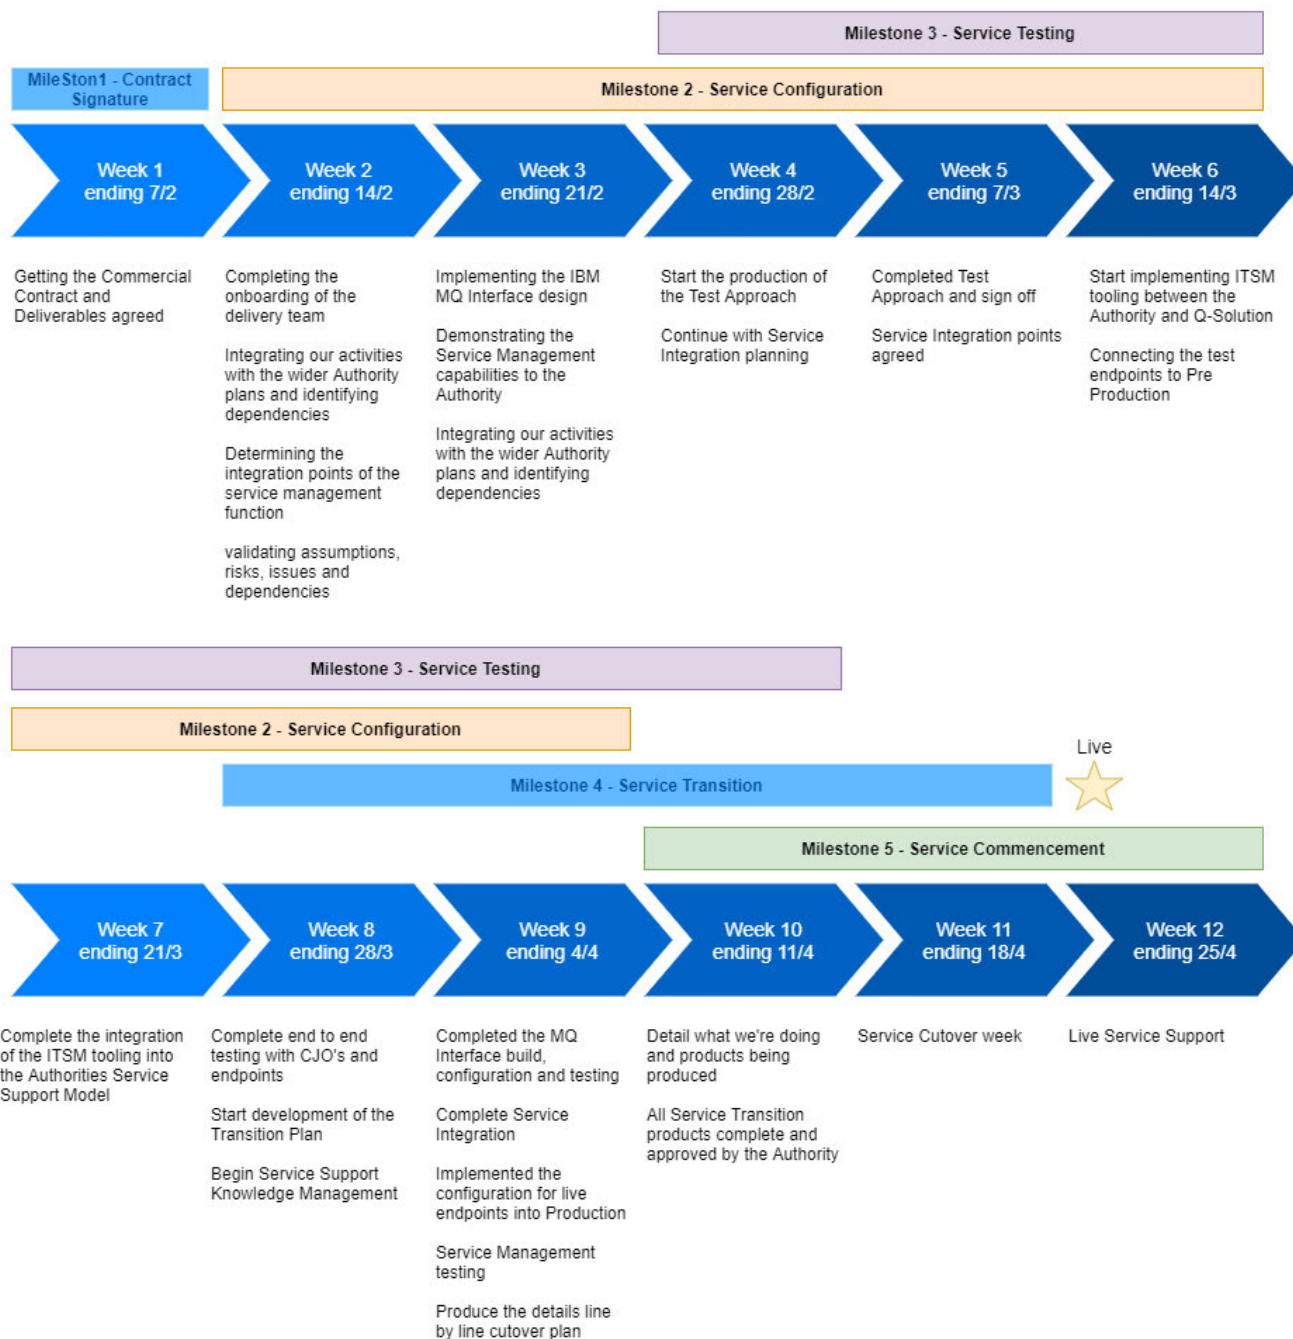 Milestone 3 - Service Testing
MileSton1 - Contract
Signature
Milestone 2 - Service Configuration
Week 1
ending 7/2
Week 2
ending 14/2
Week 3
ending 21/2
Week 4
ending 28/2
Week 5
ending 7/3
Week 6
ending 14/3
Getting the Commercial
Contract and
Deliverables agreed
Completing the
onboarding of the
delivery team
Integrating our activities
with the wider Authority
plans and identifying
dependencies
Determining the
integration points of the
service management
function
validating assumptions,
risks, issues and
dependencies
Implementing the IBM
MQ Interface design
Demonstrating the
Service Management
capabilities to the
Authority
Integrating our activities
with the wider Authority
plans and identifying
dependencies
Start the production of
the Test Approach
Continue with Service
Integration planning
Completed Test
Approach and sign off
Service Integration points
agreed
Start implementing ITSM
tooling between the
Authority and Q-Solution
Connecting the test
endpoints to Pre
Production
Milestone 3 - Service Testing
Milestone 2 - Service Configuration
Live
Milestone 4 - Service Transition
Milestone 5 - Service Commencement
Week 7
ending 21/3
Week 8
ending 28/3
Week 9
ending 4/4
Week 10
ending 11/4
Week 11
ending 18/4
Week 12
ending 25/4
Complete the integration
of the ITSM tooling into
the Authorities Service
Support Model
Complete end to end
testing with CJO's and
endpoints
Start development of the
Transition Plan
Begin Service Support
Knowledge Management
Completed the MQ
Interface build,
configuration and testing
Complete Service
Integration
Implemented the
configuration for live
endpoints into Production
Service Management
testing
Produce the details line
by line cutover plan
Detail what we're doing
and products being
produced
All Service Transition
products complete and
approved by the Authority
Service Cutover week
Live Service Support